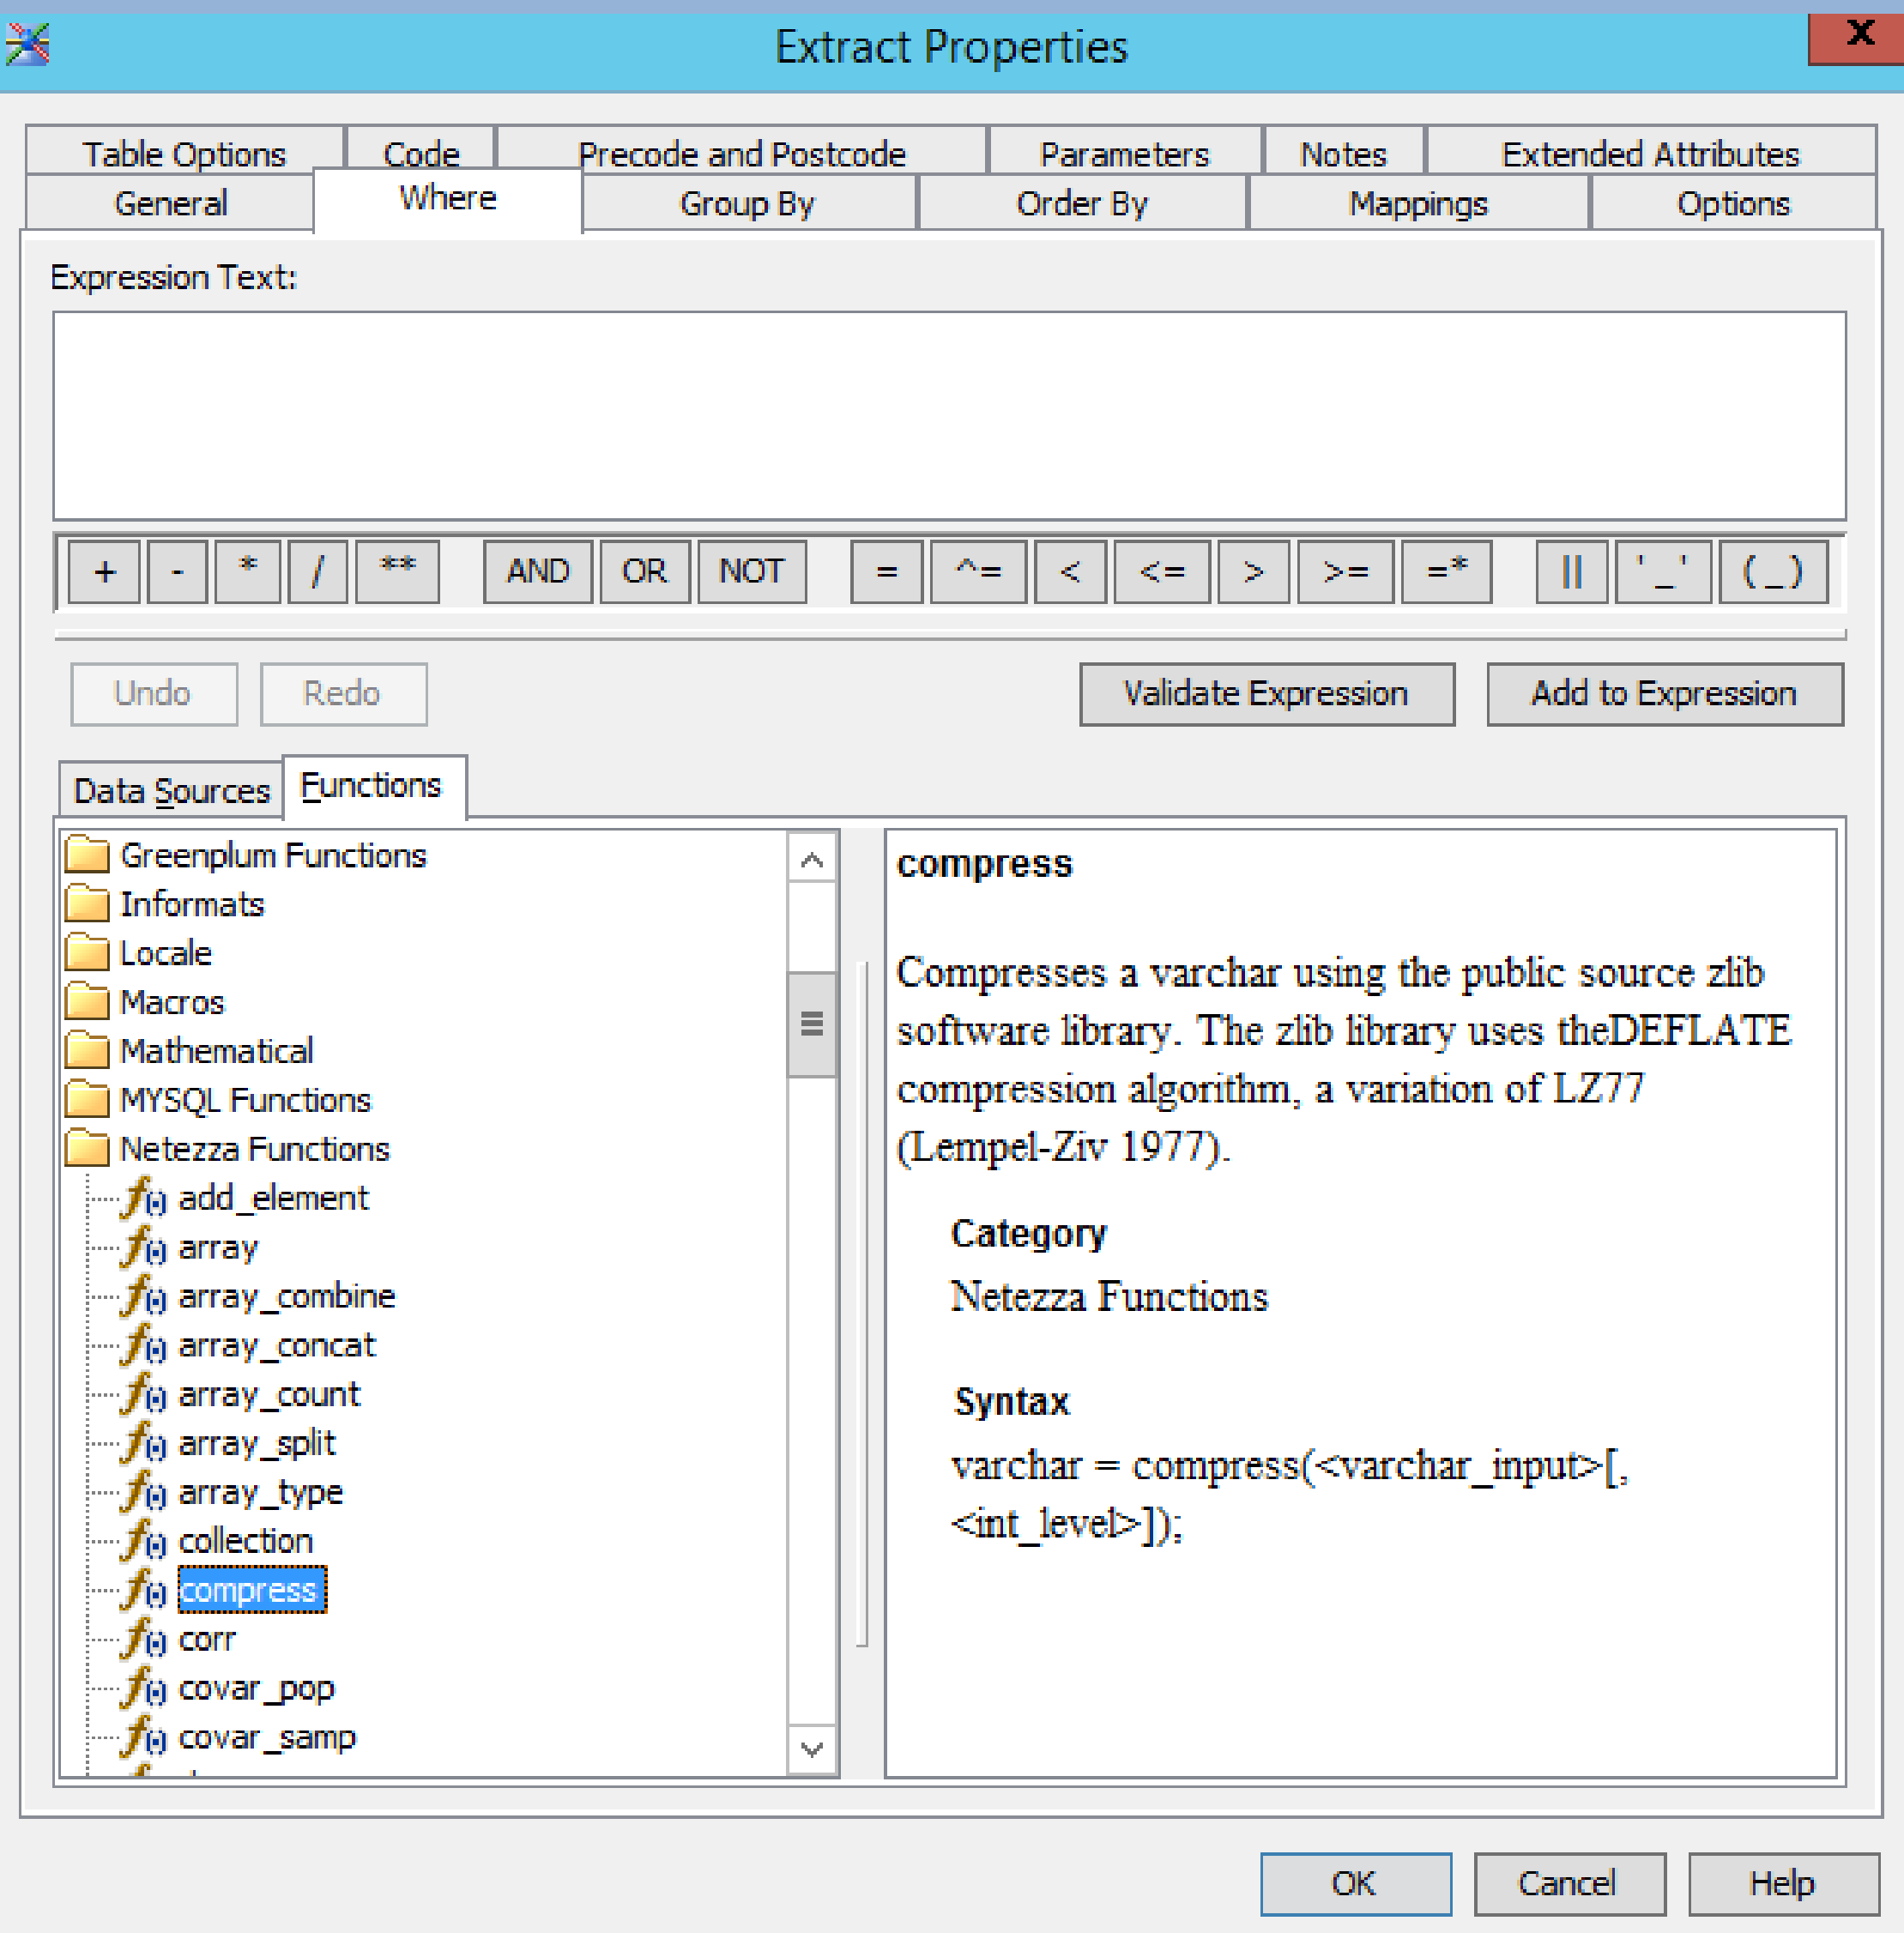 Extract Properties
x
Table Options Code Precode and Postcode Parameters Notes Extended Attributes
General Where Group By Order By Mappings Options
Expression Text:
+ - * / ** AND OR NOT = ^= < <= > >= =* || '_' (_)
Undo Redo Validate Expression Add to Expression
Data Sources Functions
Greenplum Functions
Informats
Locale
Macros
Mathematical
MYSQL Functions
Netezza Functions
add_element
array
array_combine
array_concat
array_count
array_split
array_type
collection
compress
corr
covar_pop
covar_samp
compress
Compresses a varchar using the public source zlib
software library. The zlib library uses theDEFLATE
compression algorithm, a variation of LZ77
(Lempel-Ziv 1977).
Category
Netezza Functions
Syntax
varchar = compress(<varchar_input>[,
<int_level>]);
OK Cancel Help